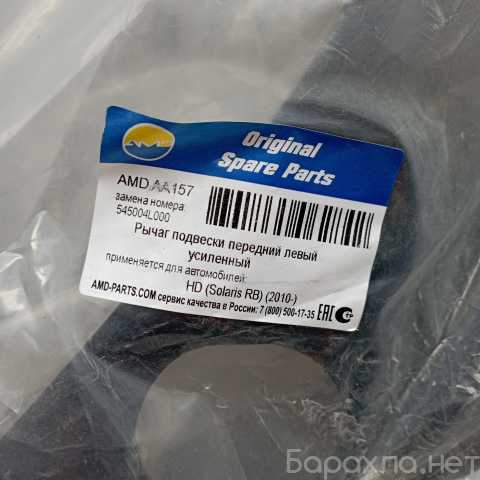 AMD
Original
Spare Parts
AMD AA157
замена номера:
545004L000
Рычаг подвески передний левый
усиленный
применяется для автомобилей:
HD (Solaris RB) (2010-)
AMD-PARTS.COM сервис качества в России: 7 (800) 500-17-35 EAC
Барахла.нет